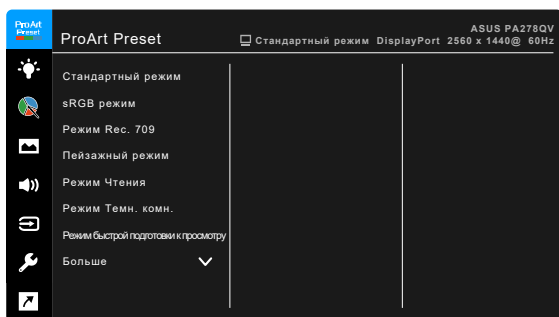 ProArt
Preset
ProArt Preset
ASUS PA278QV
Стандартный режим DisplayPort 2560 x 1440@ 60Hz
Стандартный режим
sRGB режим
Режим Rec. 709
Пейзажный режим
Режим Чтения
Режим Темн. комн.
Режим быстрой подготовки к просмотру
Больше